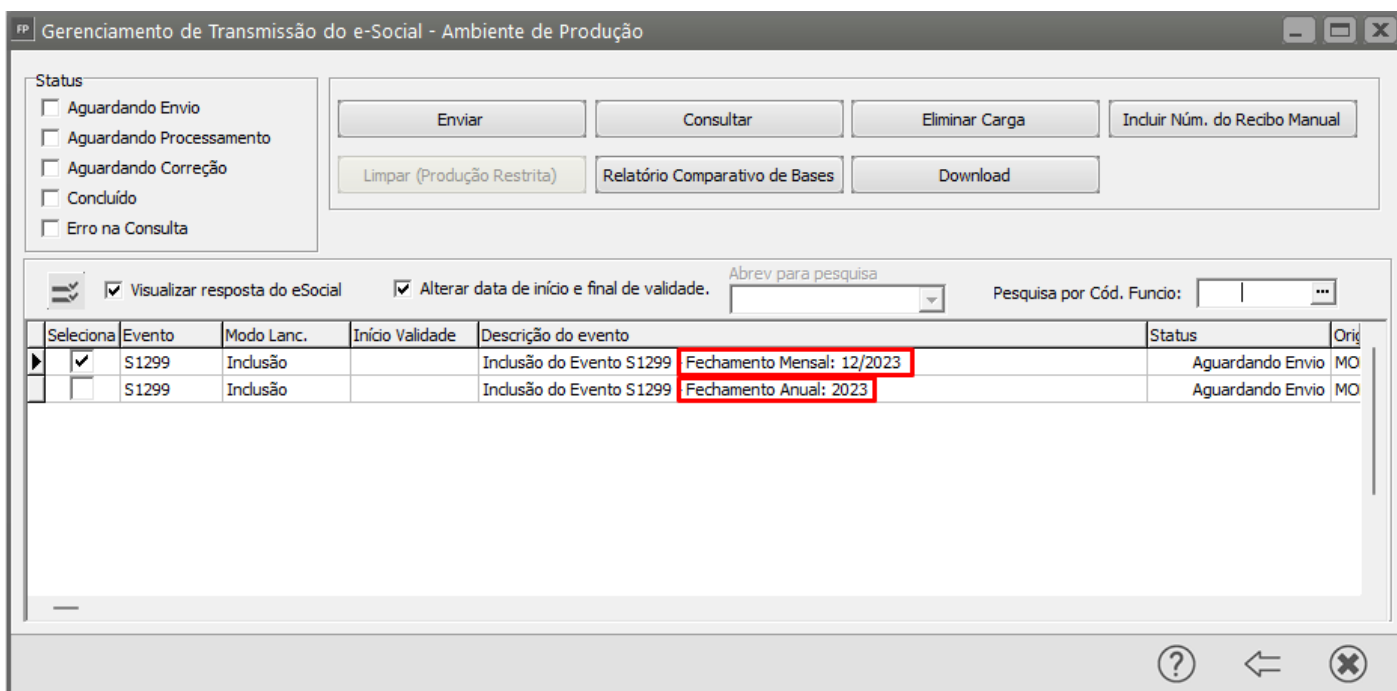 FP Gerenciamento de Transmissão do e-Social - Ambiente de Produção
Status
Aguardando Envio
Aguardando Processamento
Aguardando Correção
Concluído
Erro na Consulta
Enviar Consultar Eliminar Carga Incluir Núm. do Recibo Manual
Limpar (Produção Restrita) Relatório Comparativo de Bases Download
Abrev para pesquisa
Visualizar resposta do eSocial Alterar data de início e final de validade. Pesquisa por Cód. Funcio: ...
Seleciona Evento Modo Lanc. Início Validade Descrição do evento Status Orig
S1299 Inclusão Inclusão do Evento S1299 Fechamento Mensal: 12/2023 Aguardando Envio MO
S1299 Inclusão Inclusão do Evento S1299 Fechamento Anual: 2023 Aguardando Envio MO
?